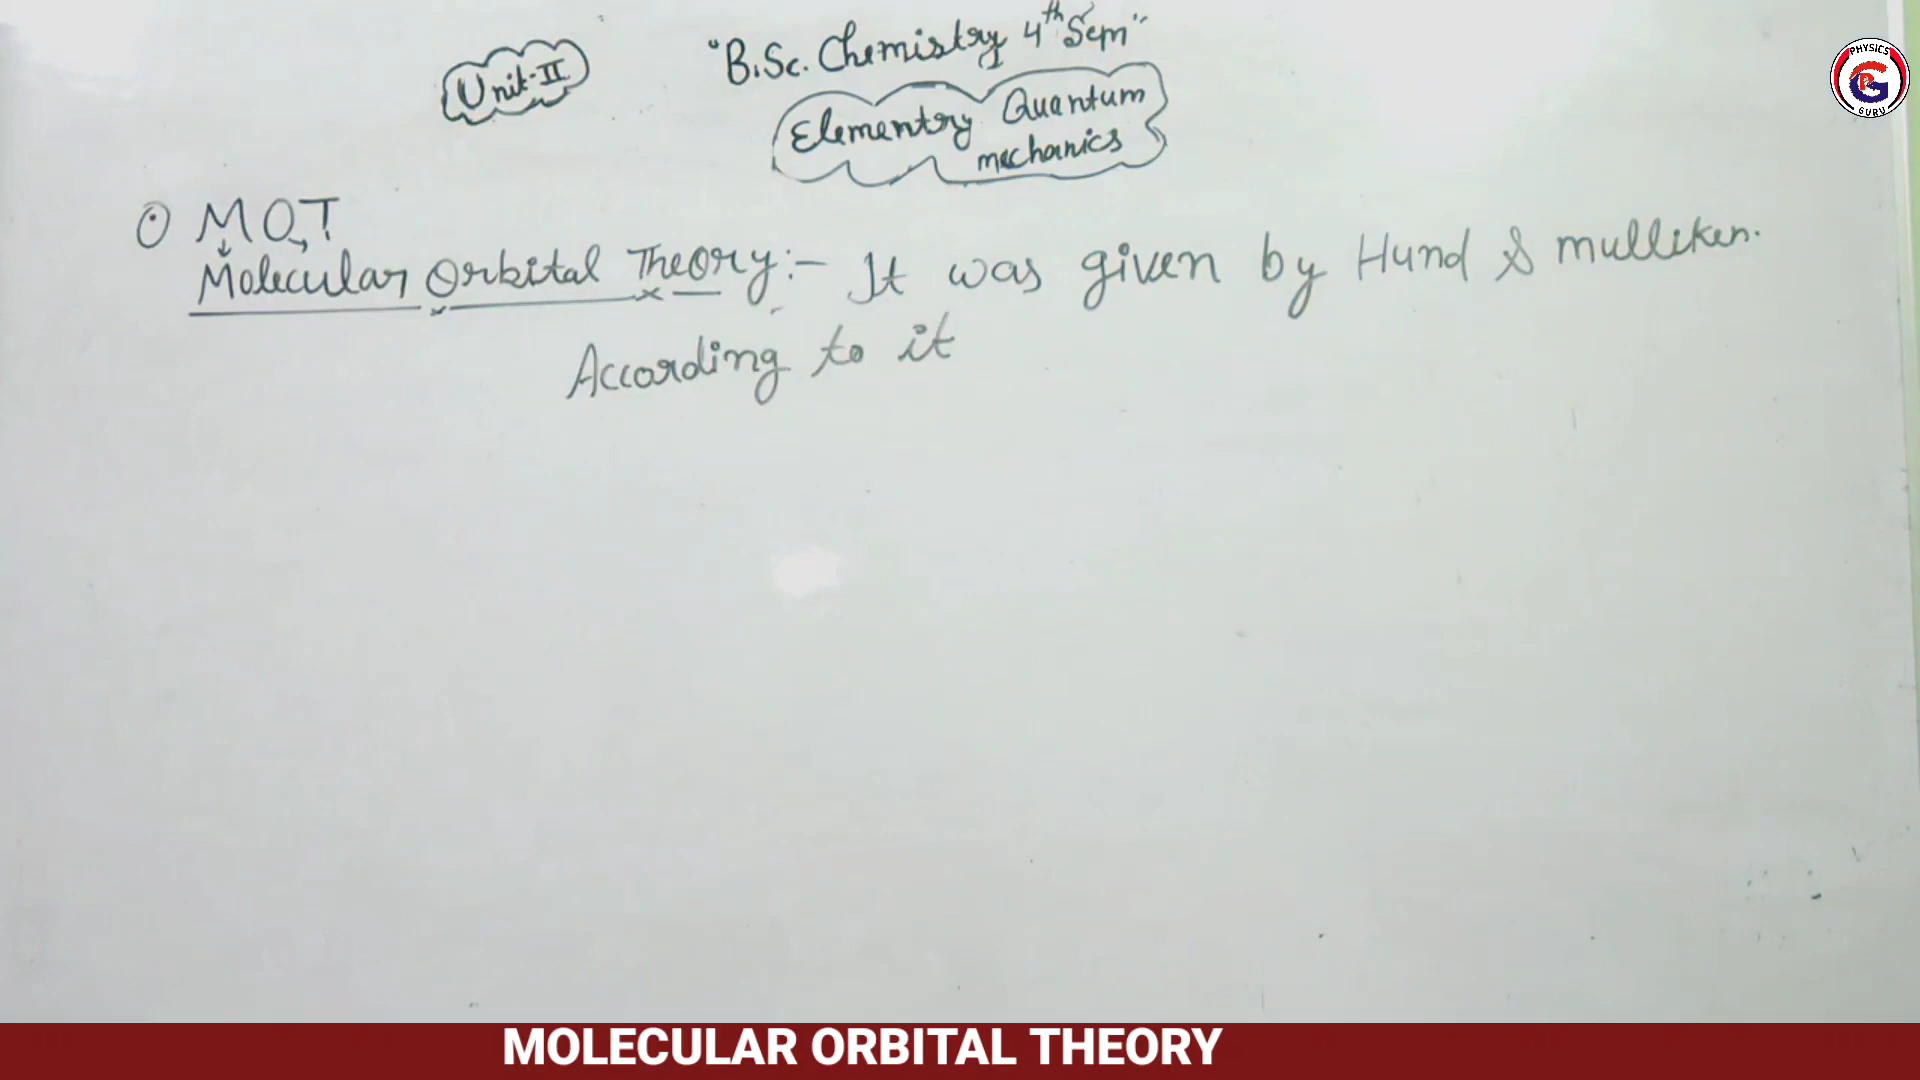 Unit-II
"B.Sc. Chemistry 4th Sem"
Elementry Quantum
mechanics
PHYSICS
GURU
MOT
Molecular Orbital Theory:- It was given by Hund & mulliken.
According to it
MOLECULAR ORBITAL THEORY